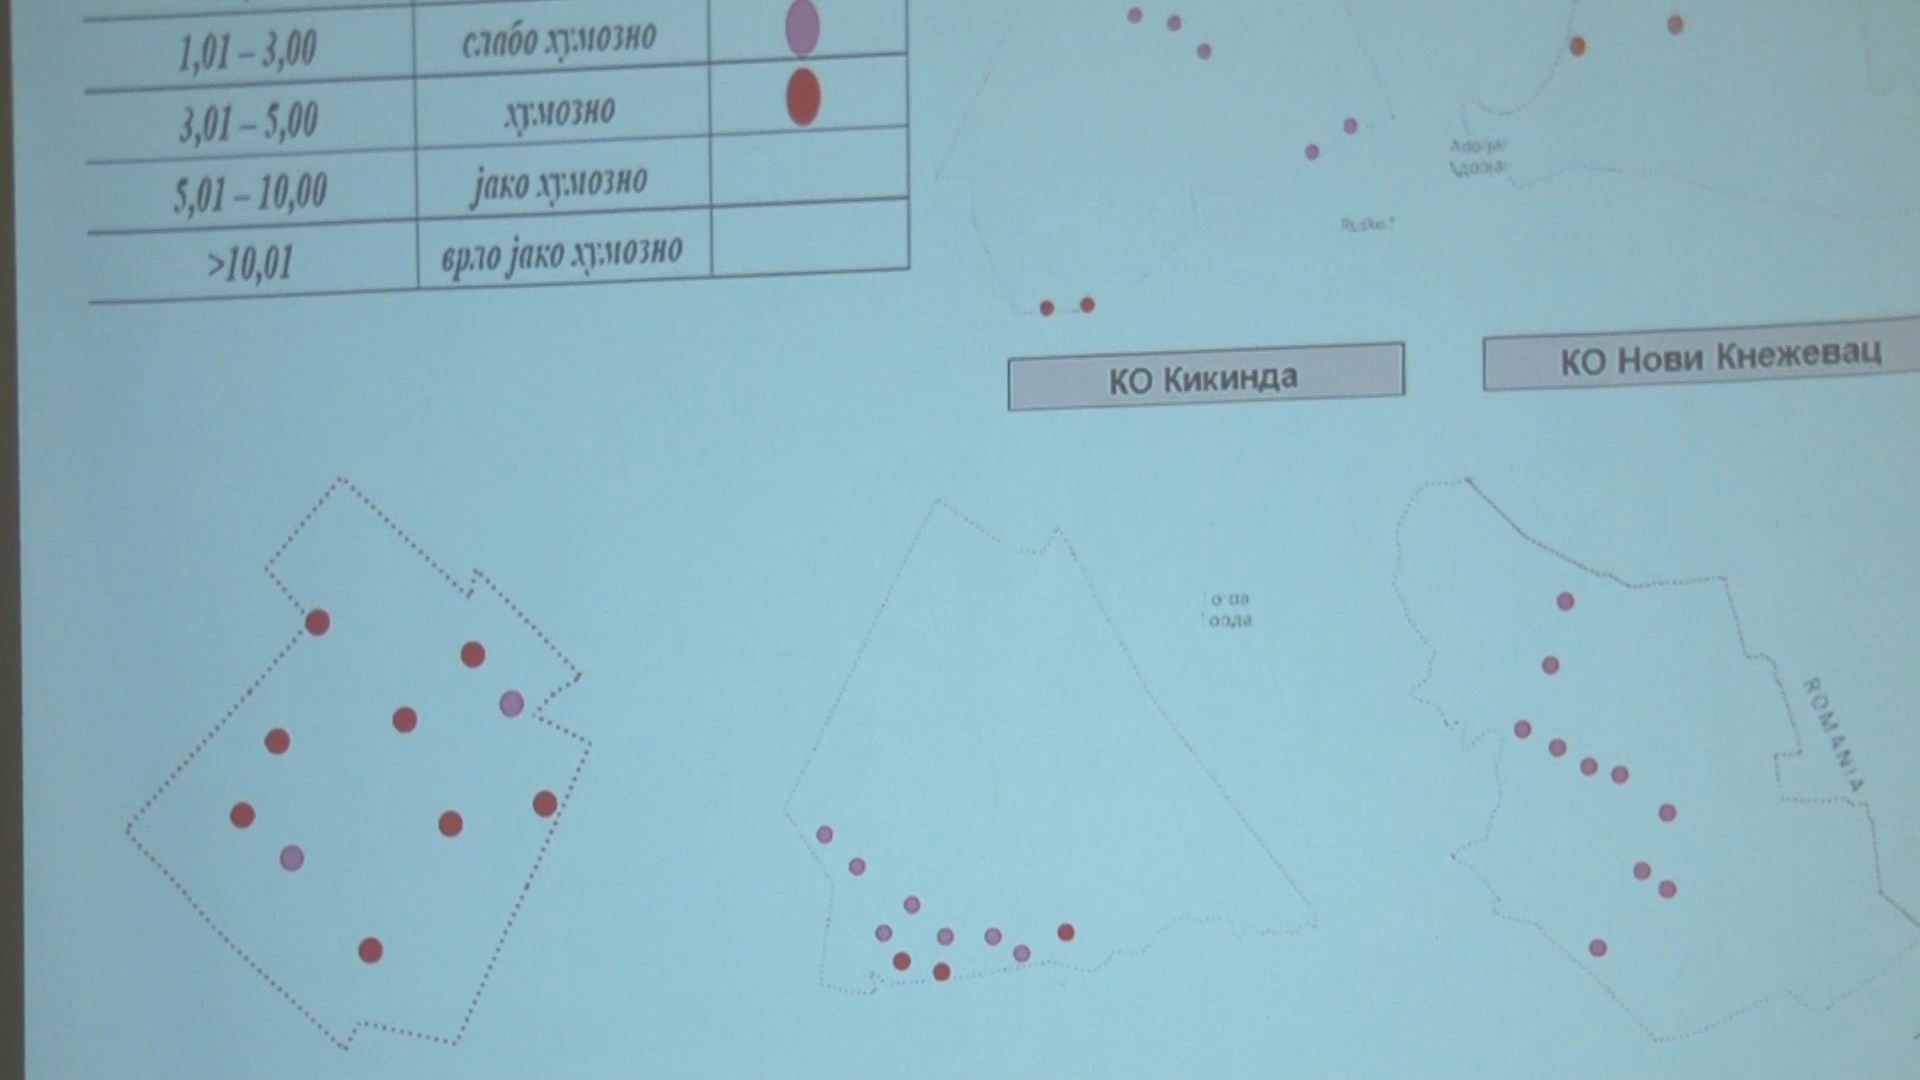 1,01 – 3,00 слабо хумозно
3,01 – 5,00 хумозно
5,01 – 10,00 јако хумозно
>10,01 врло јако хумозно
Ruske
КО Кикинда
КО Нови Кнежевац
ROMANIA